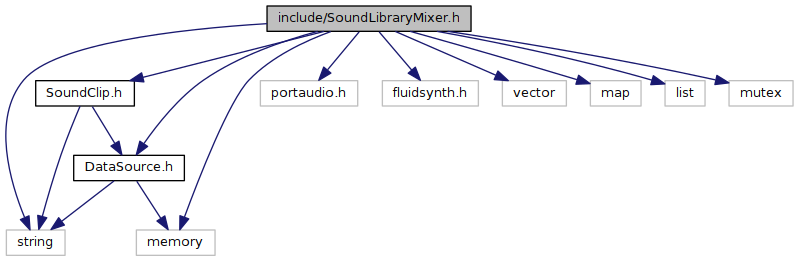 include/SoundLibraryMixer.h
SoundClip.h
portaudio.h
fluidsynth.h
vector
map
list
mutex
DataSource.h
string
memory